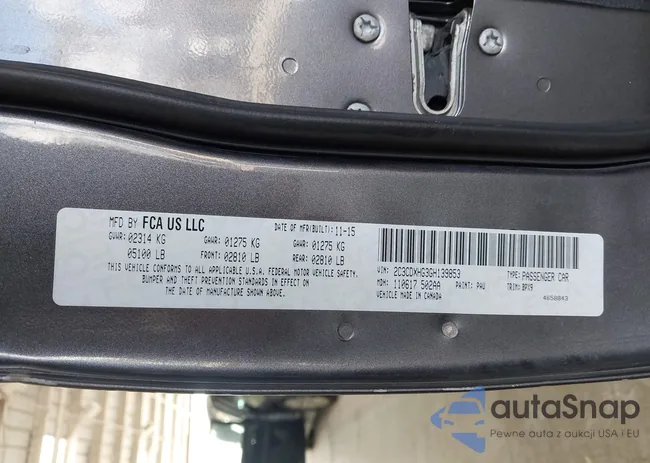 MFD BY FCA US LLC DATE OF MFR(BUILT): 11-15
GVWR: 02314 KG GAWR: 01275 KG GAWR: 01275 KG
05100 LB FRONT: 02810 LB REAR: 02810 LB
THIS VEHICLE CONFORMS TO ALL APPLICABLE U.S.A. FEDERAL MOTOR VEHICLE SAFETY,
BUMPER AND THEFT PREVENTION STANDARDS IN EFFECT ON
THE DATE OF MANUFACTURE SHOWN ABOVE.
VIN: 2C3CDXHG3GH139853 TYPE: PASSENGER CAR
MDH: 110617 502AA PAINT: PAU TRIM: BPX9
VEHICLE MADE IN CANADA 4658843
autaSnap
Pewne auta z aukcji USA i EU